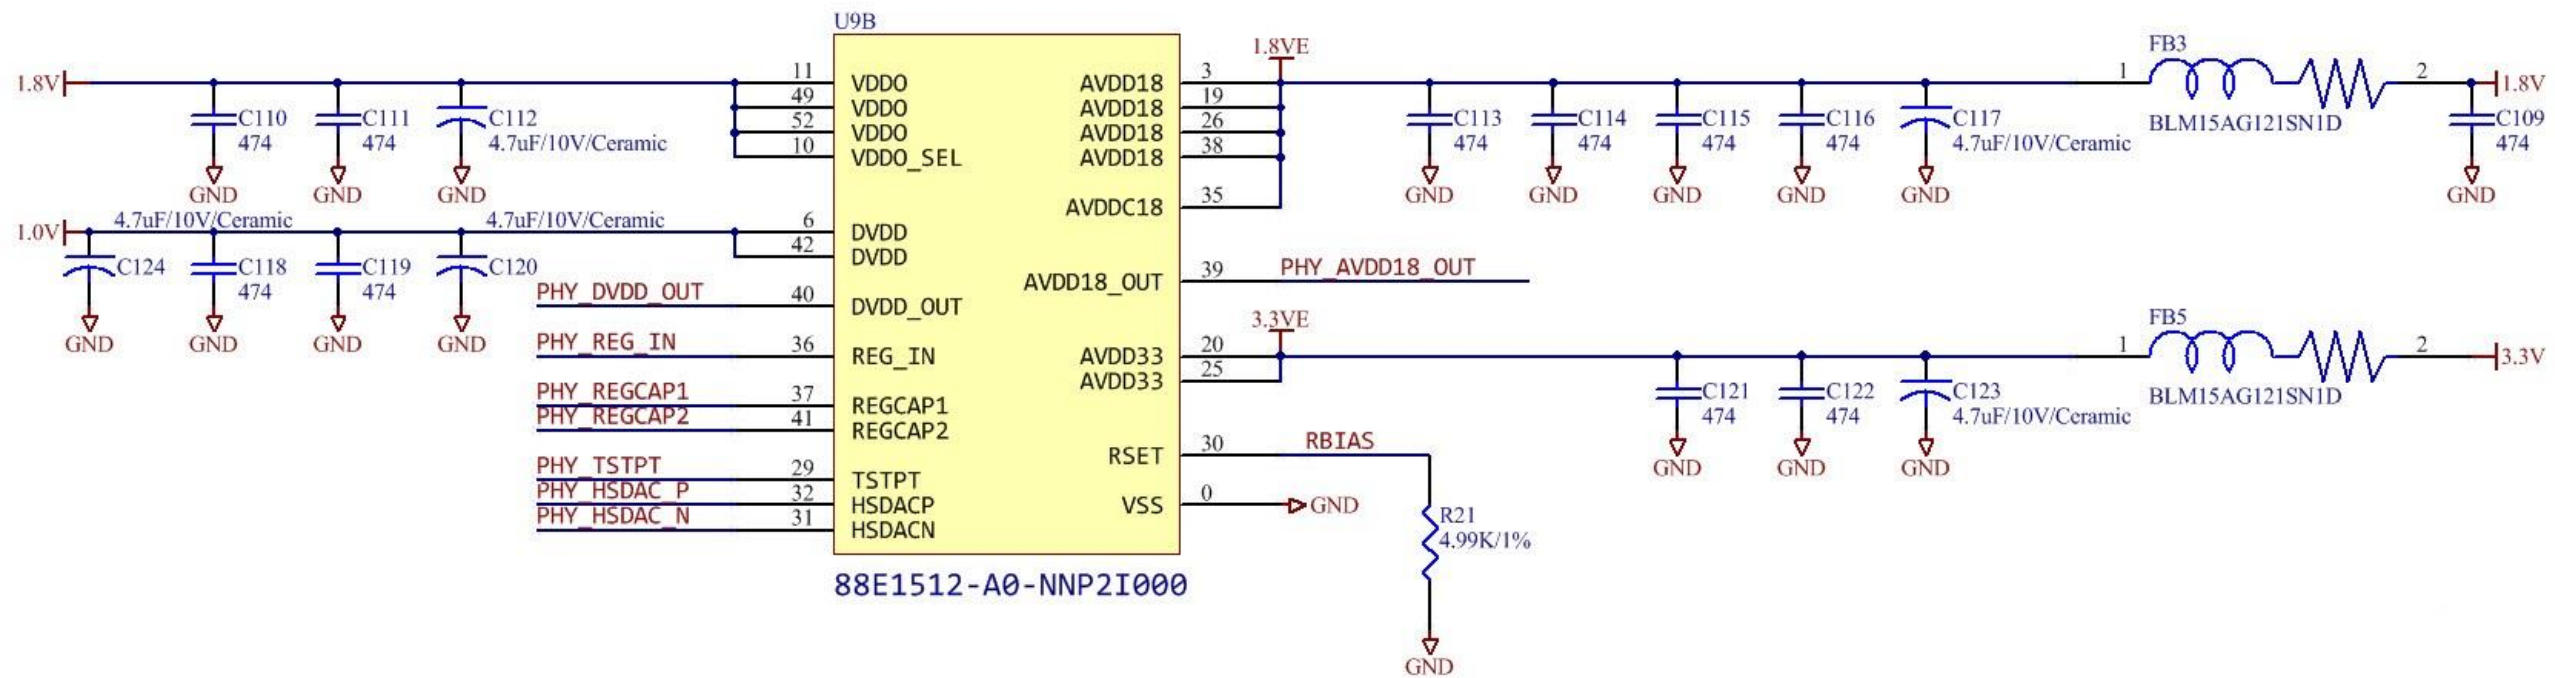 U9B
1.8V
C110
474
GND
C111
474
GND
C112
4.7uF/10V/Ceramic
GND
1.0V
4.7uF/10V/Ceramic
C124
GND
C118
474
GND
C119
474
GND
4.7uF/10V/Ceramic
C120
GND
11 VDDO
49 VDDO
52 VDDO
10 VDDO_SEL
6 DVDD
42 DVDD
PHY_DVDD_OUT 40 DVDD_OUT
PHY_REG_IN 36 REG_IN
PHY_REGCAP1 37 REGCAP1
PHY_REGCAP2 41 REGCAP2
PHY_TSTPT 29 TSTPT
PHY_HSDAC_P 32 HSDACP
PHY_HSDAC_N 31 HSDACN
AVDD18 3
AVDD18 19
AVDD18 26
AVDD18 38
AVDDC18 35
AVDD18_OUT 39 PHY_AVDD18_OUT
AVDD33 20
AVDD33 25
RSET 30 RBIAS
VSS 0 GND
88E1512-A0-NNP2I000
1.8VE
C113
474
GND
C114
474
GND
C115
474
GND
C116
474
GND
C117
4.7uF/10V/Ceramic
GND
FB3
1 2
BLM15AG121SN1D
1.8V
C109
474
GND
3.3VE
C121
474
GND
C122
474
GND
C123
4.7uF/10V/Ceramic
GND
FB5
1 2
BLM15AG121SN1D
3.3V
R21
4.99K/1%
GND